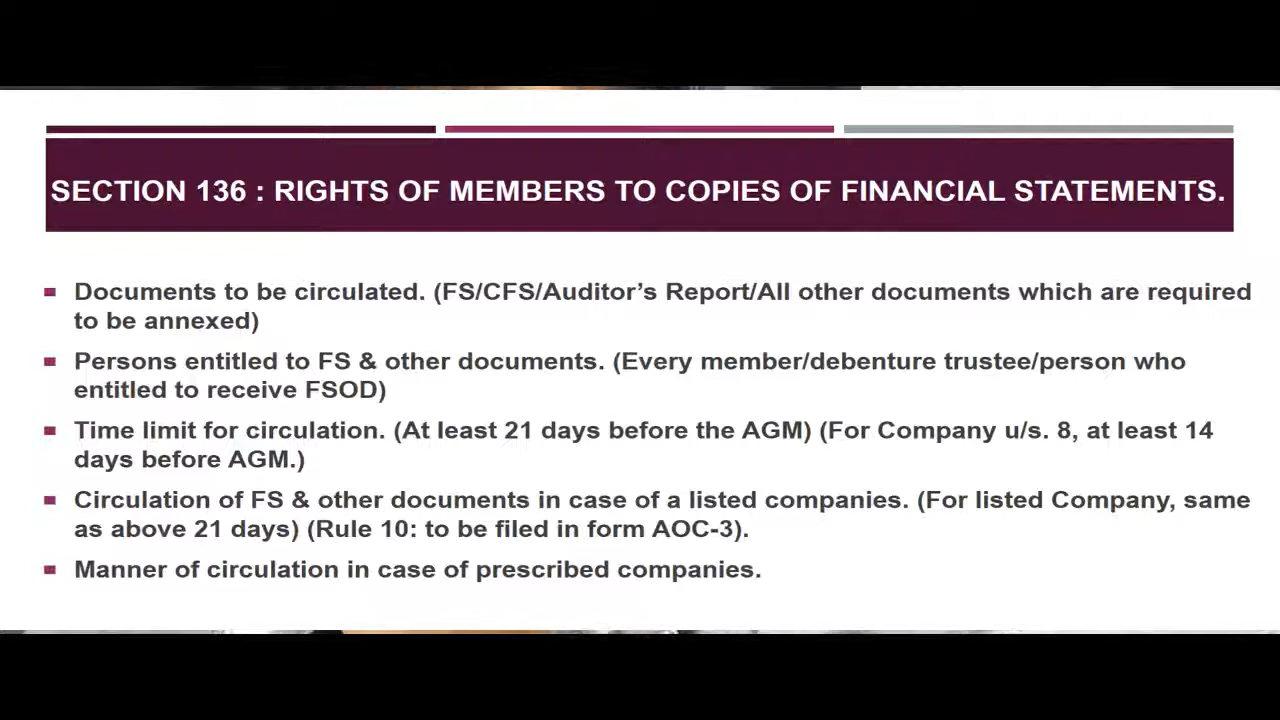 SECTION 136 : RIGHTS OF MEMBERS TO COPIES OF FINANCIAL STATEMENTS.
Documents to be circulated. (FS/CFS/Auditor’s Report/All other documents which are required
to be annexed)
Persons entitled to FS & other documents. (Every member/debenture trustee/person who
entitled to receive FSOD)
Time limit for circulation. (At least 21 days before the AGM) (For Company u/s. 8, at least 14
days before AGM.)
Circulation of FS & other documents in case of a listed companies. (For listed Company, same
as above 21 days) (Rule 10: to be filed in form AOC-3).
Manner of circulation in case of prescribed companies.